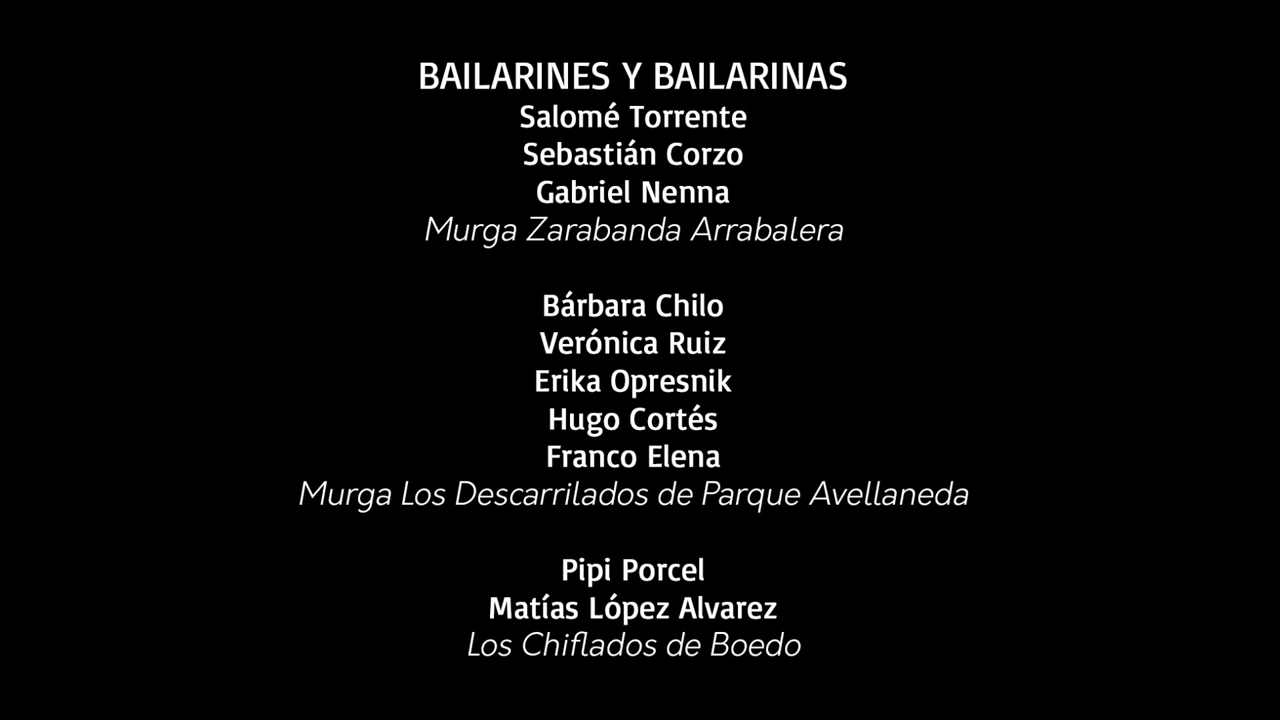 BAILARINES Y BAILARINAS
Salomé Torrente
Sebastián Corzo
Gabriel Nenna
Murga Zarabanda Arrabalera
Bárbara Chilo
Verónica Ruiz
Erika Opresnik
Hugo Cortés
Franco Elena
Murga Los Descarrilados de Parque Avellaneda
Pipi Porcel
Matías López Alvarez
Los Chiflados de Boedo